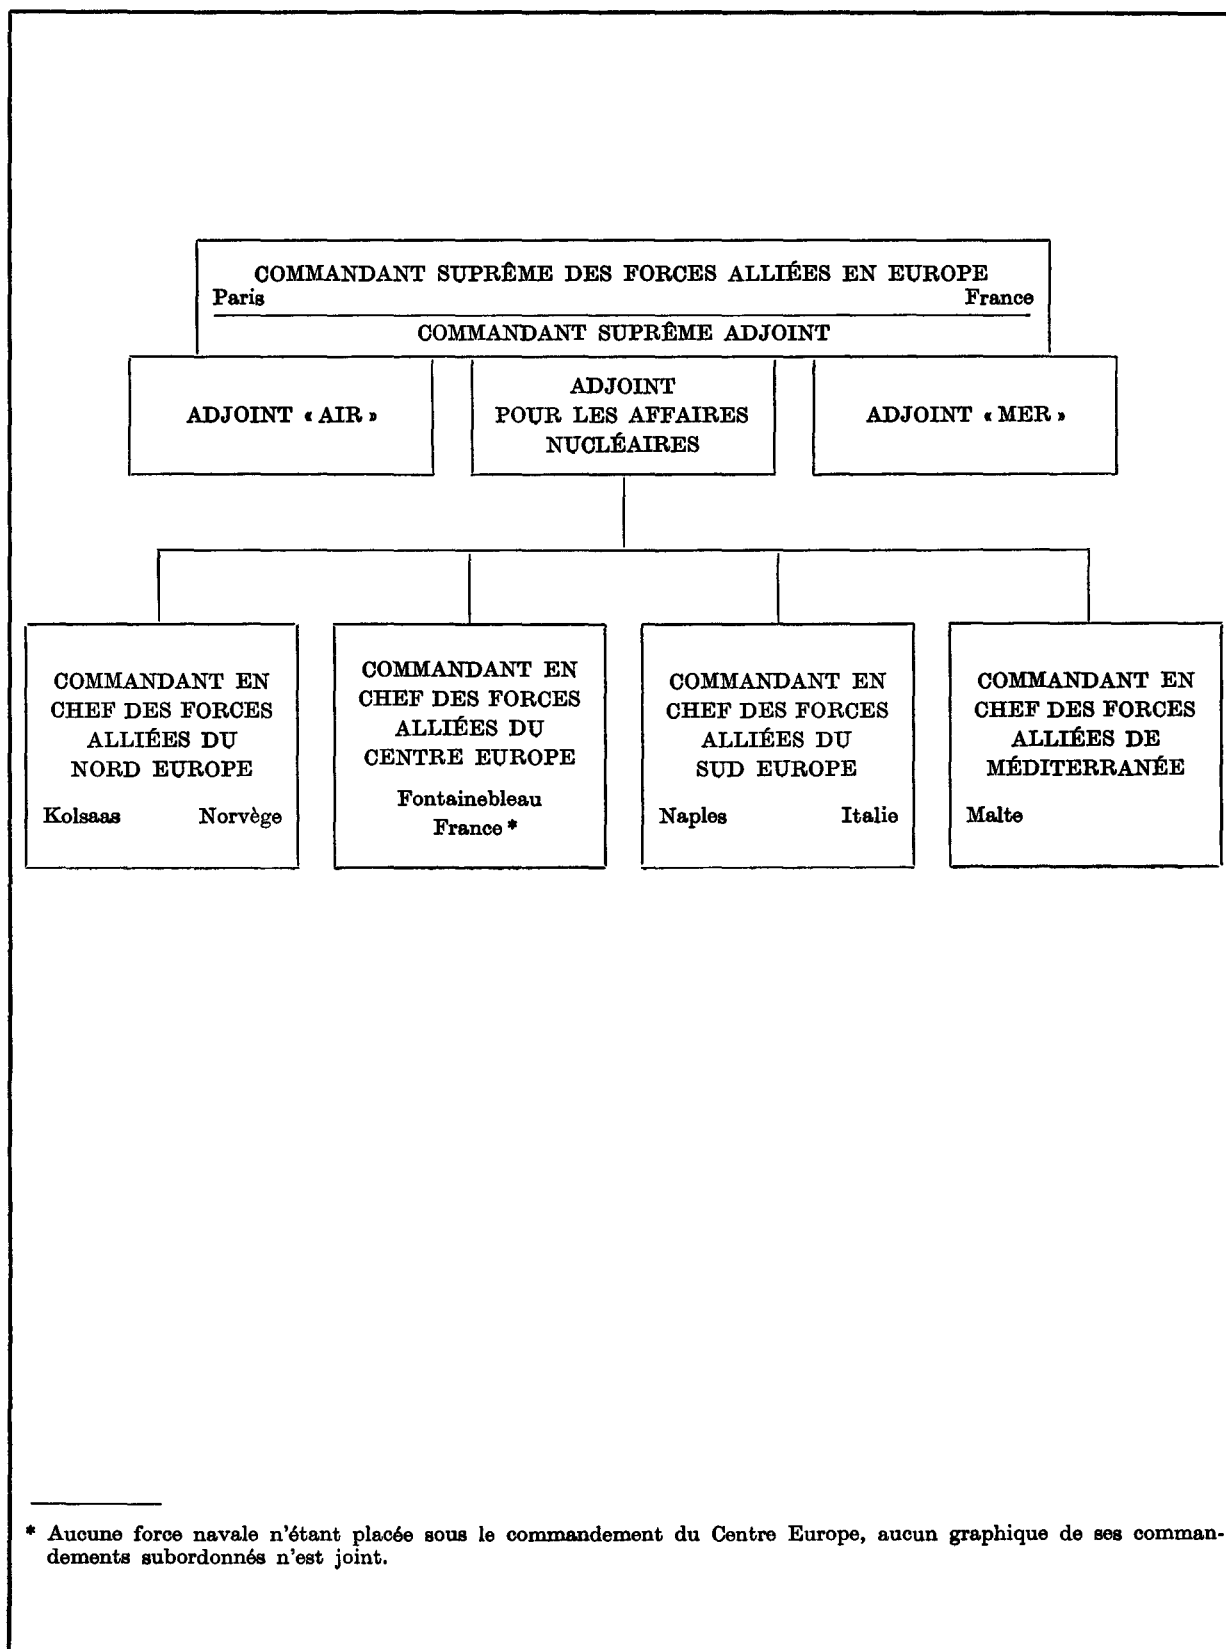 COMMANDANT SUPRÊME DES FORCES ALLIÉES EN EUROPE
Paris France
COMMANDANT SUPRÊME ADJOINT
ADJOINT « AIR »
ADJOINT
POUR LES AFFAIRES
NUCLÉAIRES
ADJOINT « MER »
COMMANDANT EN
CHEF DES FORCES
ALLIÉES DU
NORD EUROPE
Kolsaas Norvège
COMMANDANT EN
CHEF DES FORCES
ALLIÉES DU
CENTRE EUROPE
Fontainebleau
France *
COMMANDANT EN
CHEF DES FORCES
ALLIÉES DU
SUD EUROPE
Naples Italie
COMMANDANT EN
CHEF DES FORCES
ALLIÉES DE
MÉDITERRANÉE
Malte
* Aucune force navale n'étant placée sous le commandement du Centre Europe, aucun graphique de ses comman-
dements subordonnés n'est joint.